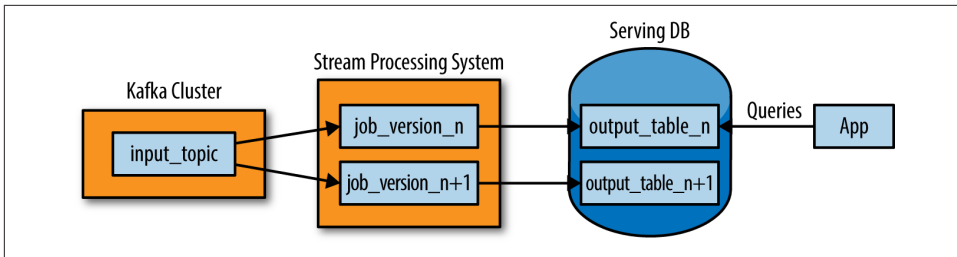 Serving DB
Stream Processing System
Kafka Cluster
job_version_n
output_table_n
Queries
App
input_topic
job_version_n+1
output_table_n+1